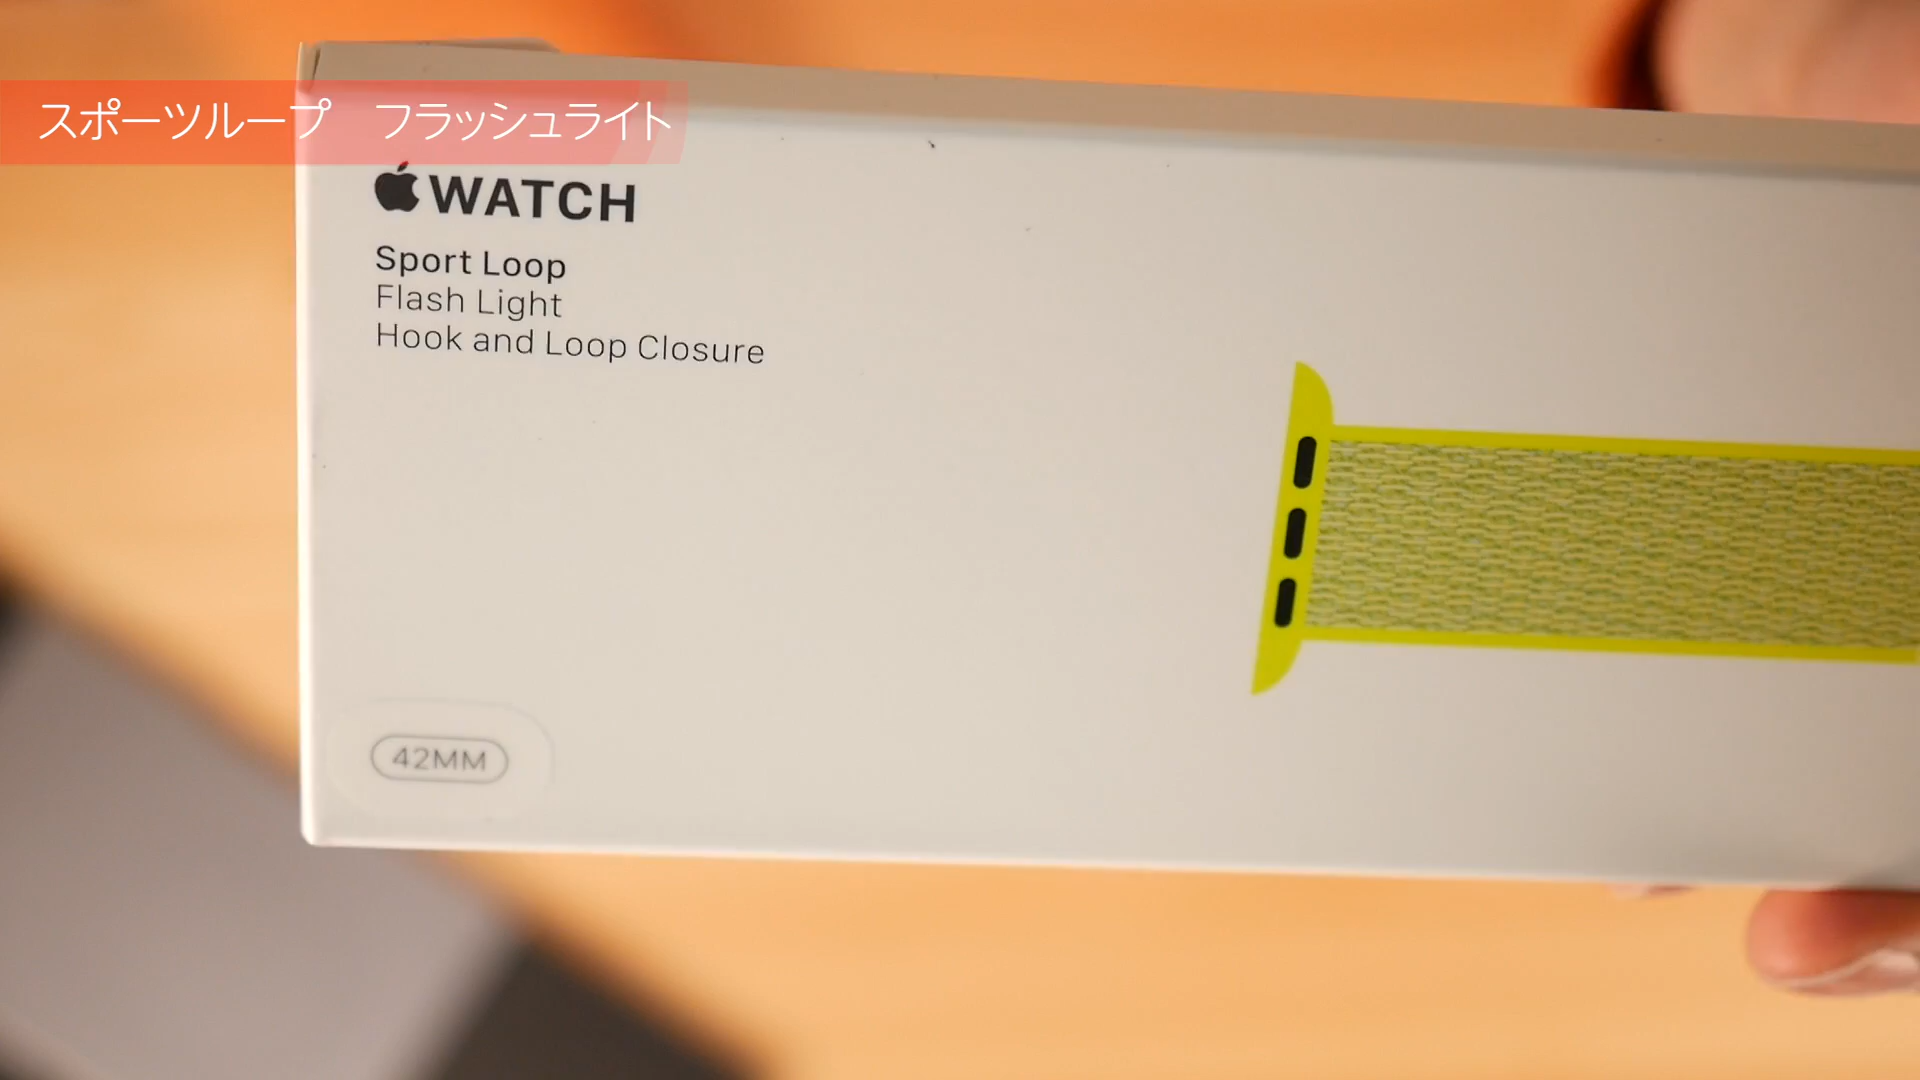 スポーツループ　フラッシュライト
WATCH
Sport Loop
Flash Light
Hook and Loop Closure
42MM